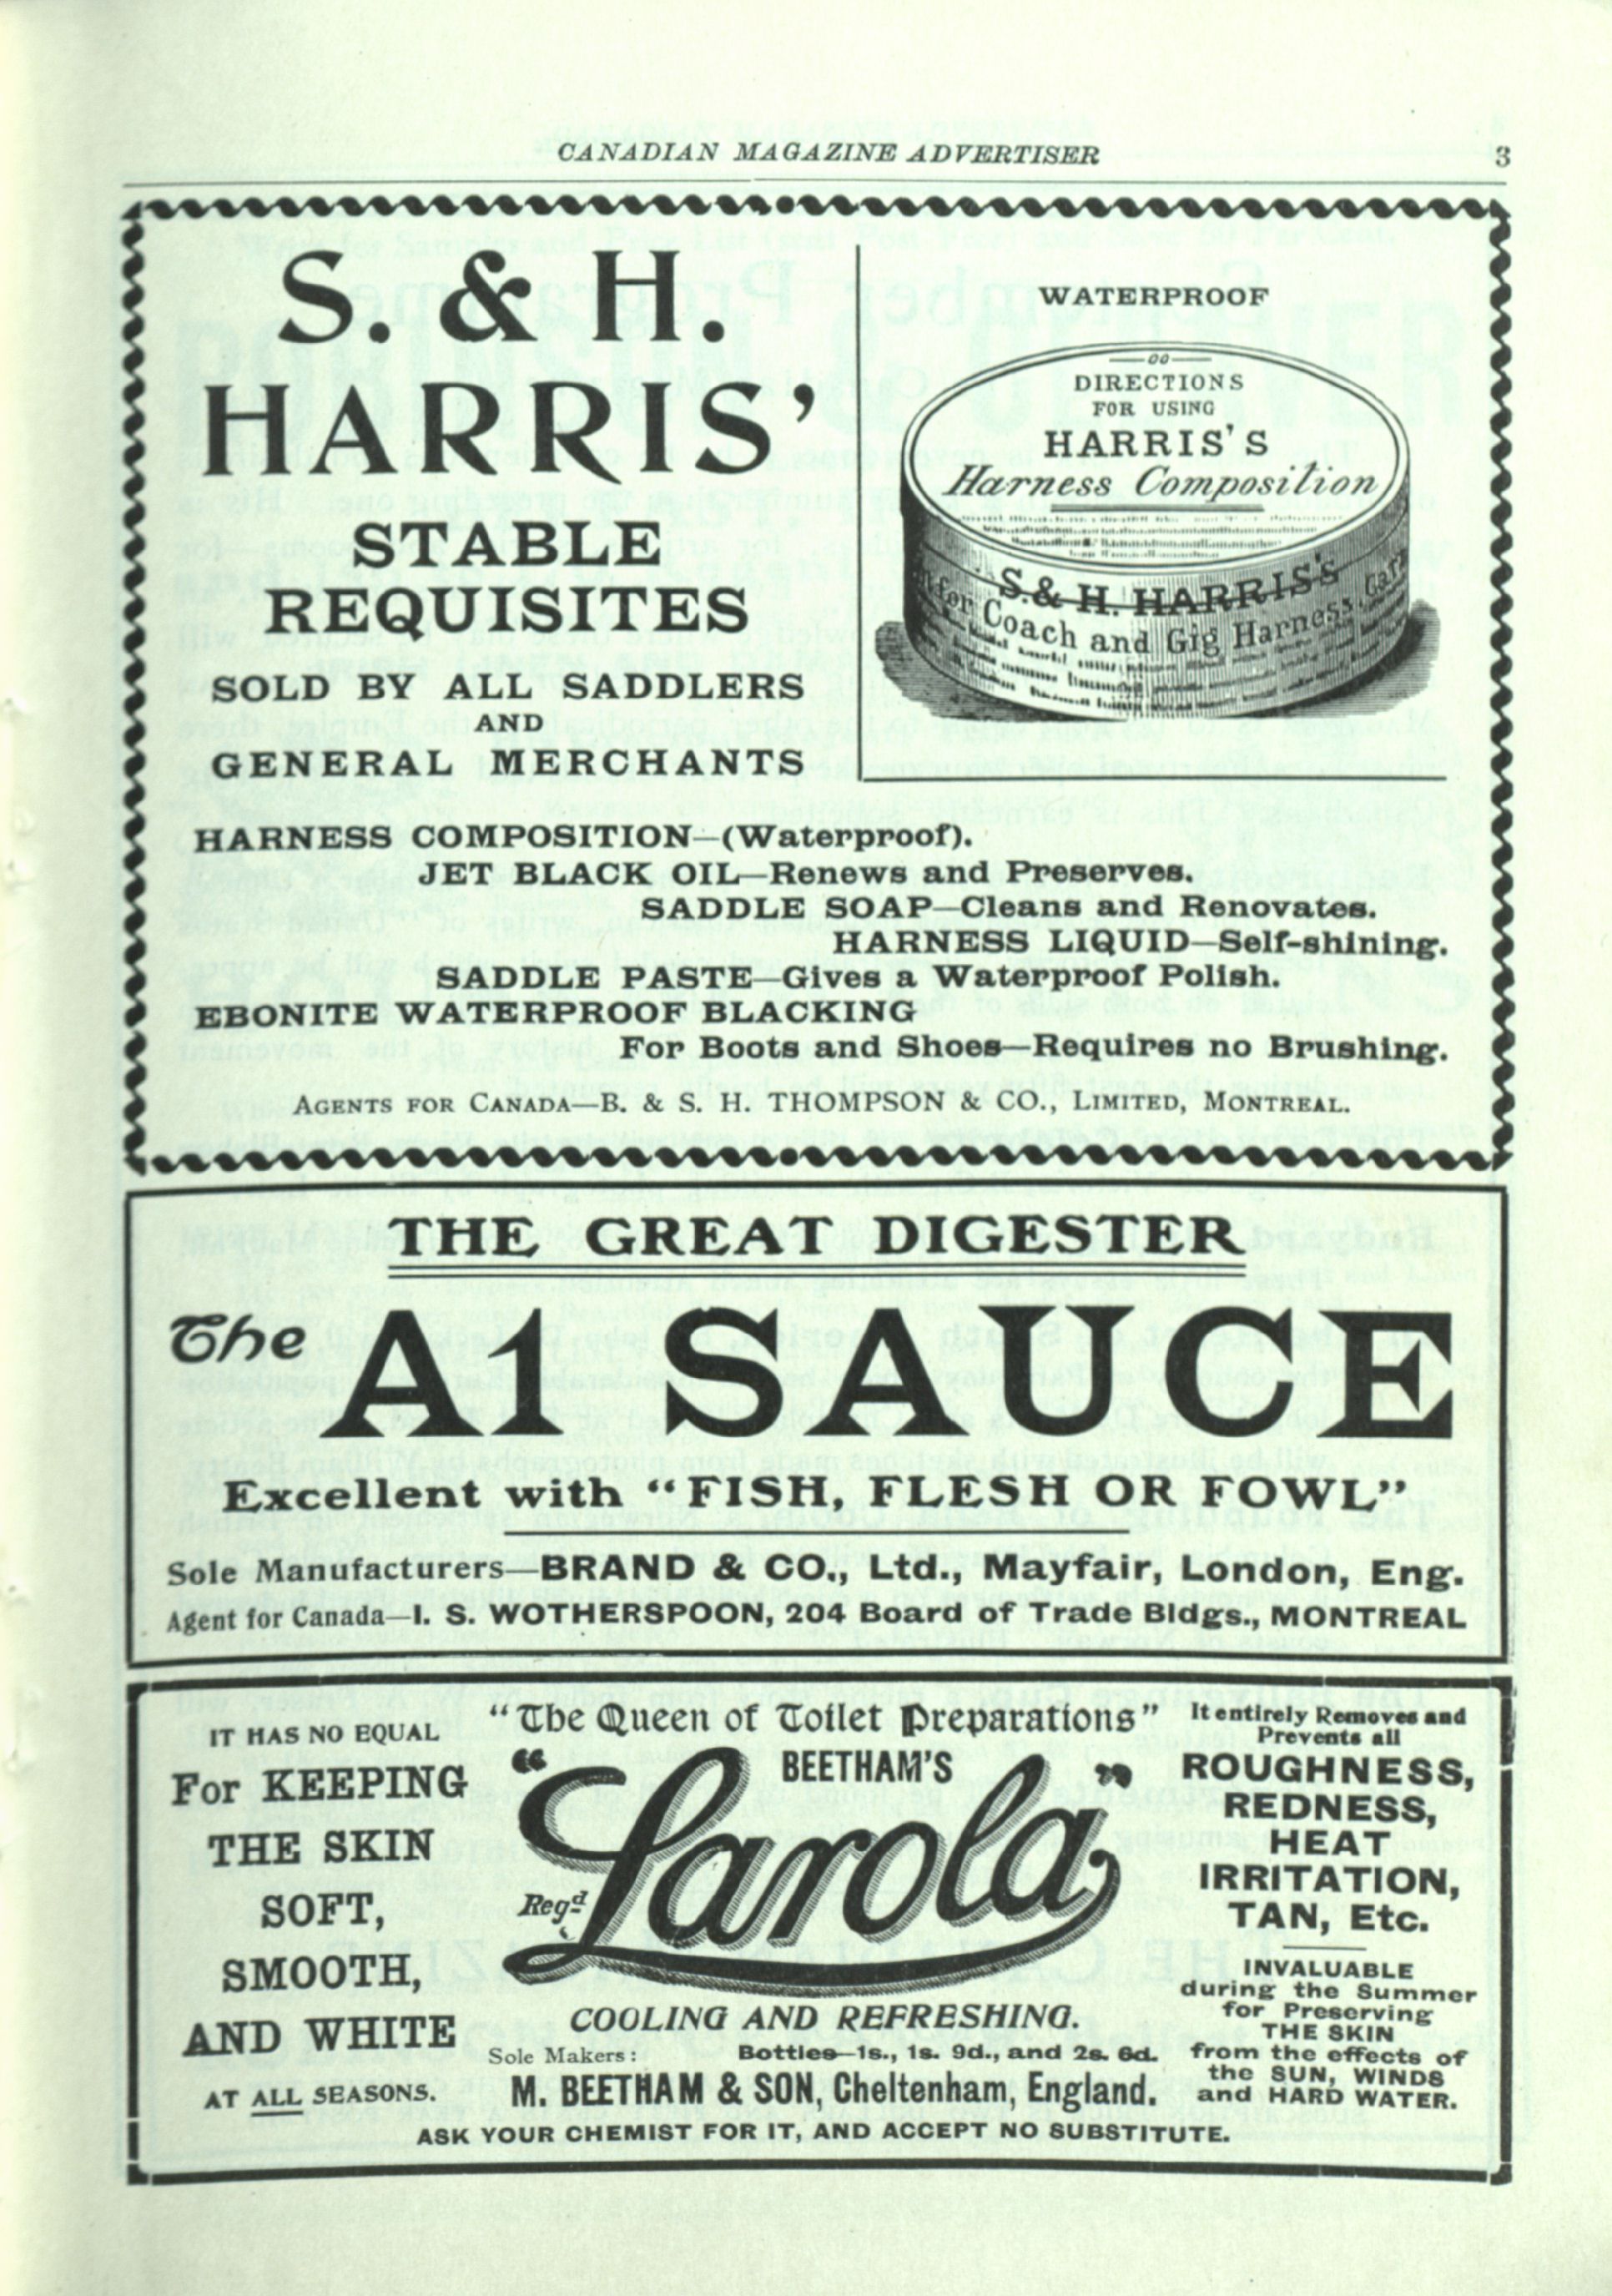 CANADIAN MAGAZINE ADVERTISER 3
S. & H.
HARRIS'
STABLE
REQUISITES
SOLD BY ALL SADDLERS
AND
GENERAL MERCHANTS
WATERPROOF
DIRECTIONS
FOR USING
HARRIS'S
Harness Composition
S. & H. HARRIS'S
for Coach and Gig Harness.
HARNESS COMPOSITION—(Waterproof).
JET BLACK OIL—Renews and Preserves.
SADDLE SOAP—Cleans and Renovates.
HARNESS LIQUID—Self-shining.
SADDLE PASTE—Gives a Waterproof Polish.
EBONITE WATERPROOF BLACKING
For Boots and Shoes—Requires no Brushing.
AGENTS FOR CANADA—B. & S. H. THOMPSON & CO., LIMITED, MONTREAL.
THE GREAT DIGESTER
The A1 SAUCE
Excellent with "FISH, FLESH OR FOWL"
Sole Manufacturers—BRAND & CO., Ltd., Mayfair, London, Eng.
Agent for Canada—I. S. WOTHERSPOON, 204 Board of Trade Bldgs., MONTREAL
IT HAS NO EQUAL
For KEEPING
THE SKIN
SOFT,
SMOOTH,
AND WHITE
AT ALL SEASONS.
"The Queen of Toilet Preparations"
BEETHAM'S
"Larola"
Regd
COOLING AND REFRESHING.
Sole Makers: Bottles—1s., 1s. 9d., and 2s. 6d.
M. BEETHAM & SON, Cheltenham, England.
It entirely Removes and
Prevents all
ROUGHNESS,
REDNESS,
HEAT
IRRITATION,
TAN, Etc.
INVALUABLE
during the Summer
for Preserving
THE SKIN
from the effects of
the SUN, WINDS
and HARD WATER.
ASK YOUR CHEMIST FOR IT, AND ACCEPT NO SUBSTITUTE.